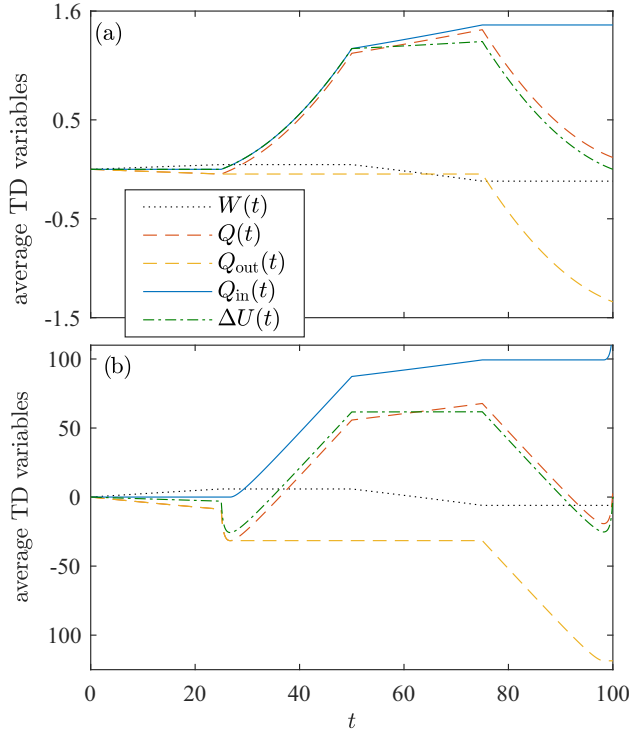 (a)
1.6
0.5
-0.5
-1.5
average TD variables
W(t)
Q(t)
Q_out(t)
Q_in(t)
ΔU(t)
(b)
100
50
0
-50
100
average TD variables
0 20 40 60 80 100
t